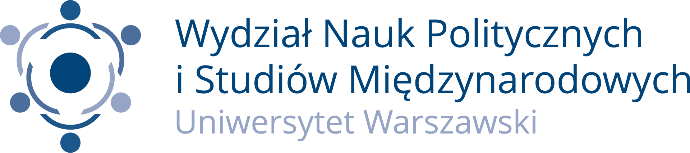 Wydział Nauk Politycznych
i Studiów Międzynarodowych
Uniwersytet Warszawski